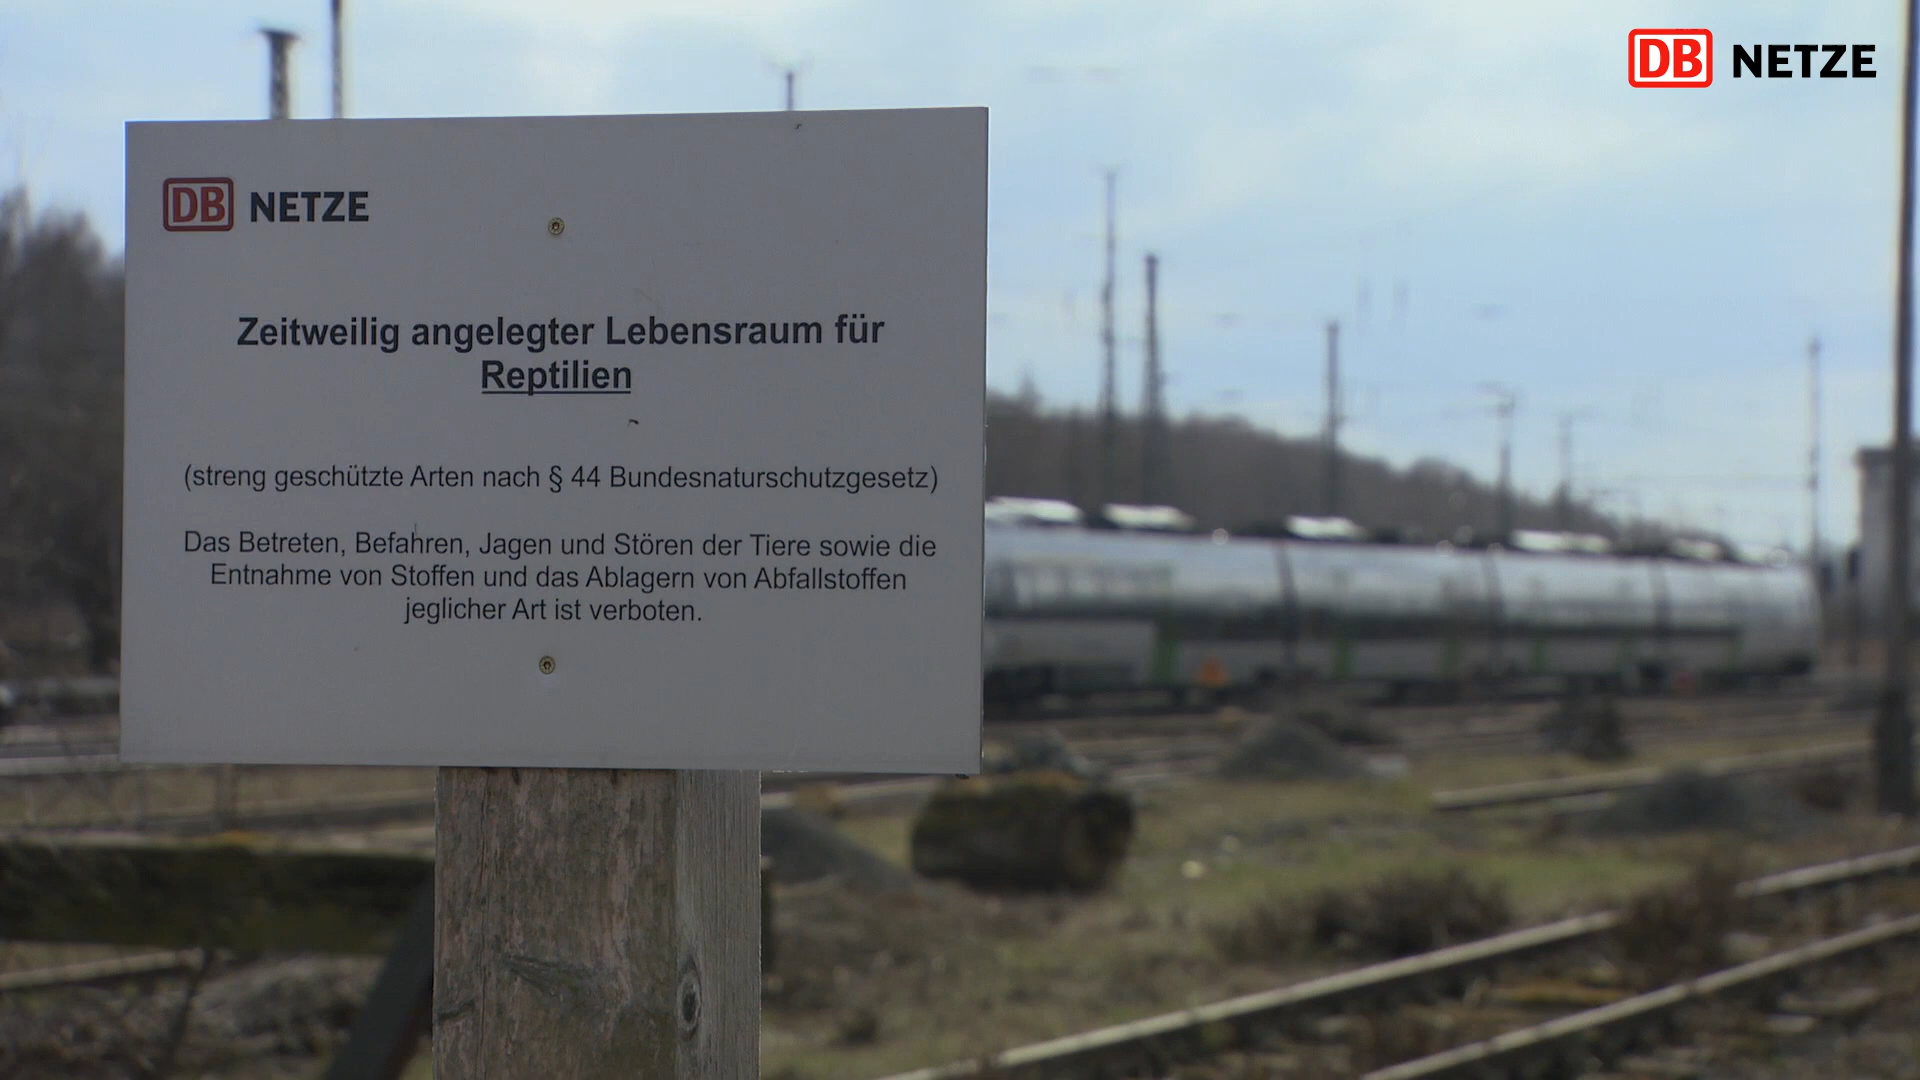 DB NETZE
DB NETZE
Zeitweilig angelegter Lebensraum für
Reptilien
(streng geschützte Arten nach § 44 Bundesnaturschutzgesetz)
Das Betreten, Befahren, Jagen und Stören der Tiere sowie die
Entnahme von Stoffen und das Ablagern von Abfallstoffen
jeglicher Art ist verboten.